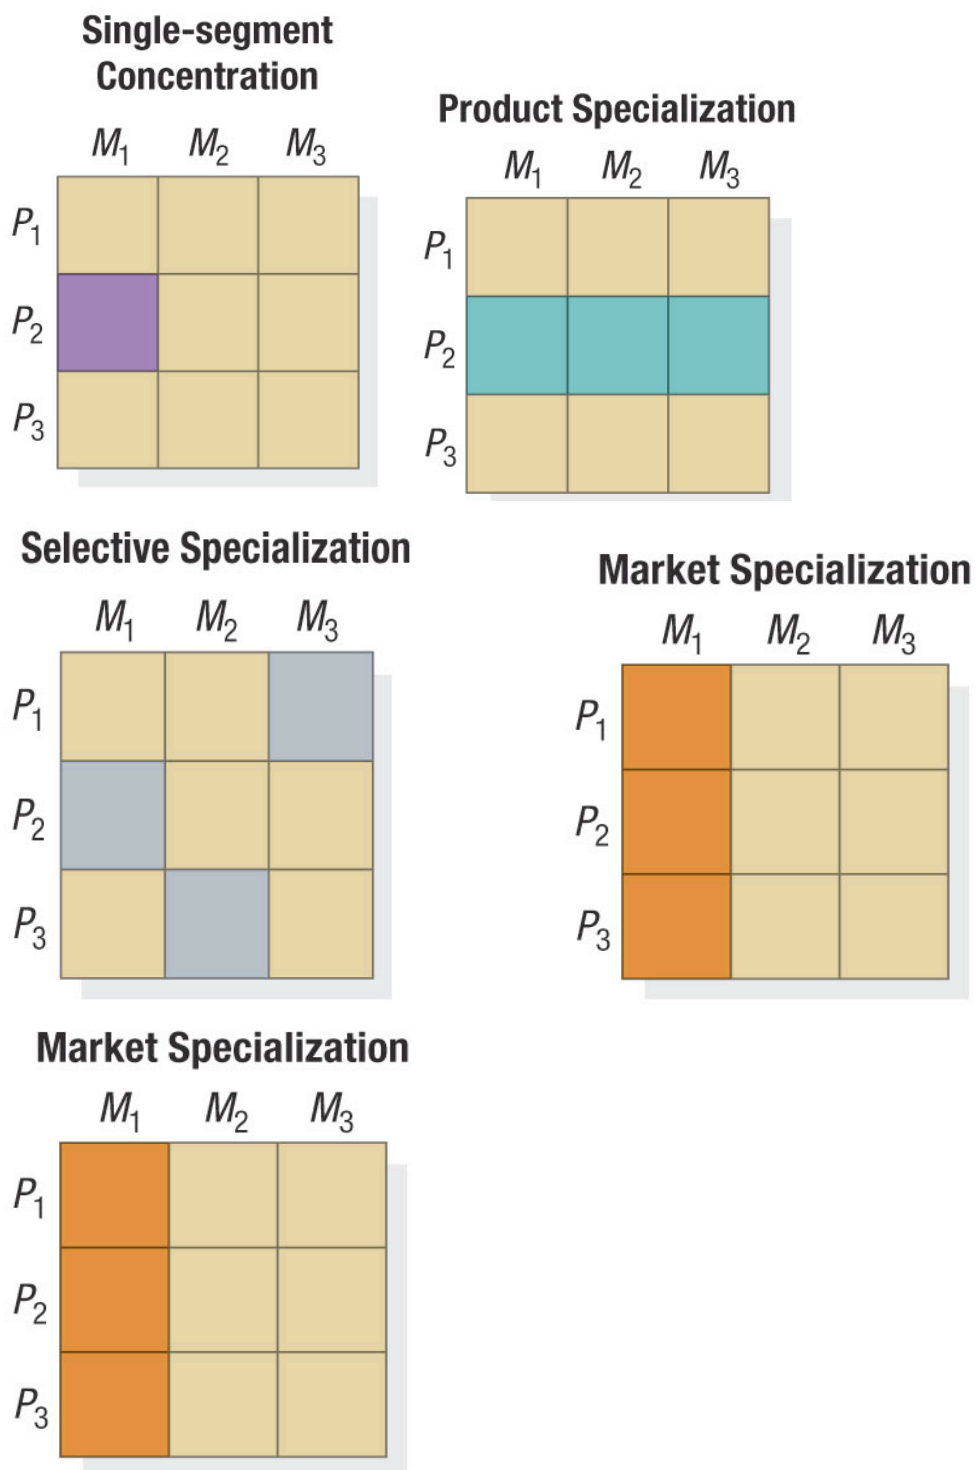 Single-segment
Concentration
M₁ M₂ M₃
P₁
P₂
P₃
Product Specialization
M₁ M₂ M₃
P₁
P₂
P₃
Selective Specialization
M₁ M₂ M₃
P₁
P₂
P₃
Market Specialization
M₁ M₂ M₃
P₁
P₂
P₃
Market Specialization
M₁ M₂ M₃
P₁
P₂
P₃